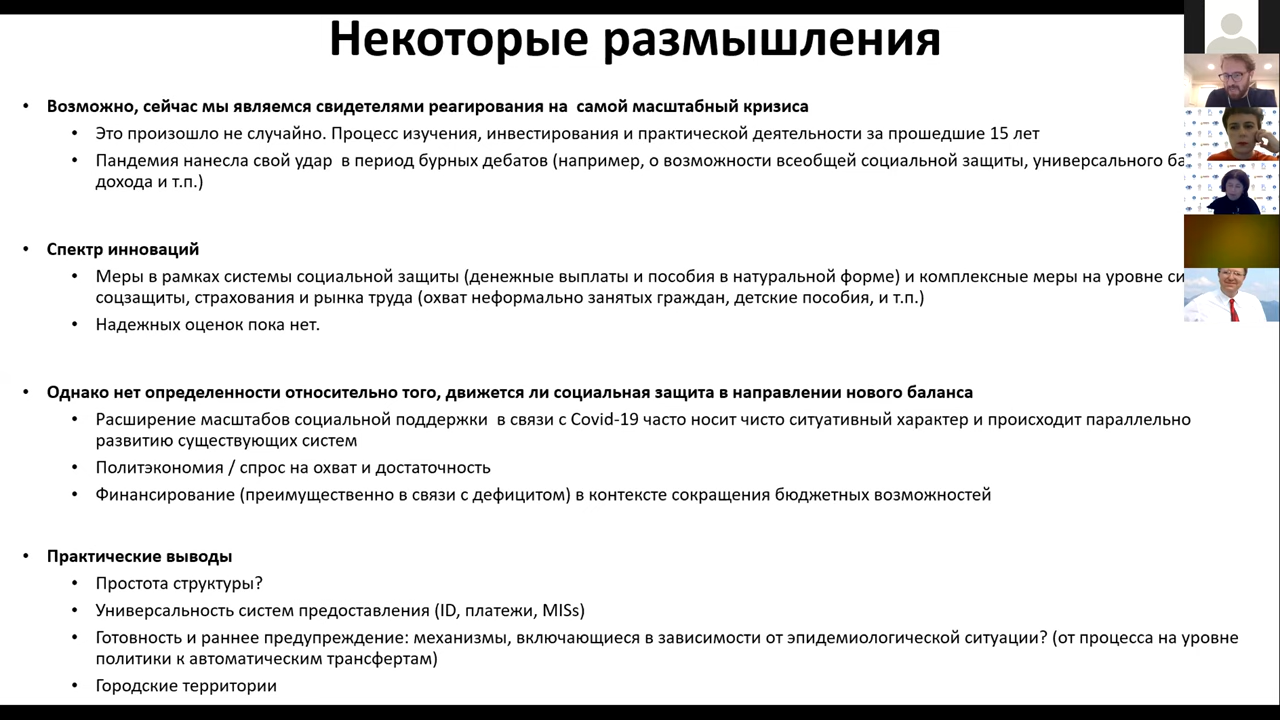 Некоторые размышления
• Возможно, сейчас мы являемся свидетелями реагирования на самой масштабный кризиса
• Это произошло не случайно. Процесс изучения, инвестирования и практической деятельности за прошедшие 15 лет
• Пандемия нанесла свой удар в период бурных дебатов (например, о возможности всеобщей социальной защиты, универсального
дохода и т.п.)
• Спектр инноваций
• Меры в рамках системы социальной защиты (денежные выплаты и пособия в натуральной форме) и комплексные меры на уровне
соцзащиты, страхования и рынка труда (охват неформально занятых граждан, детские пособия, и т.п.)
• Надежных оценок пока нет.
• Однако нет определенности относительно того, движется ли социальная защита в направлении нового баланса
• Расширение масштабов социальной поддержки в связи с Covid-19 часто носит чисто ситуативный характер и происходит параллельно
развитию существующих систем
• Политэкономия / спрос на охват и достаточность
• Финансирование (преимущественно в связи с дефицитом) в контексте сокращения бюджетных возможностей
• Практические выводы
• Простота структуры?
• Универсальность систем предоставления (ID, платежи, MISs)
• Готовность и раннее предупреждение: механизмы, включающиеся в зависимости от эпидемиологической ситуации? (от процесса на уровне
политики к автоматическим трансфертам)
• Городские территории